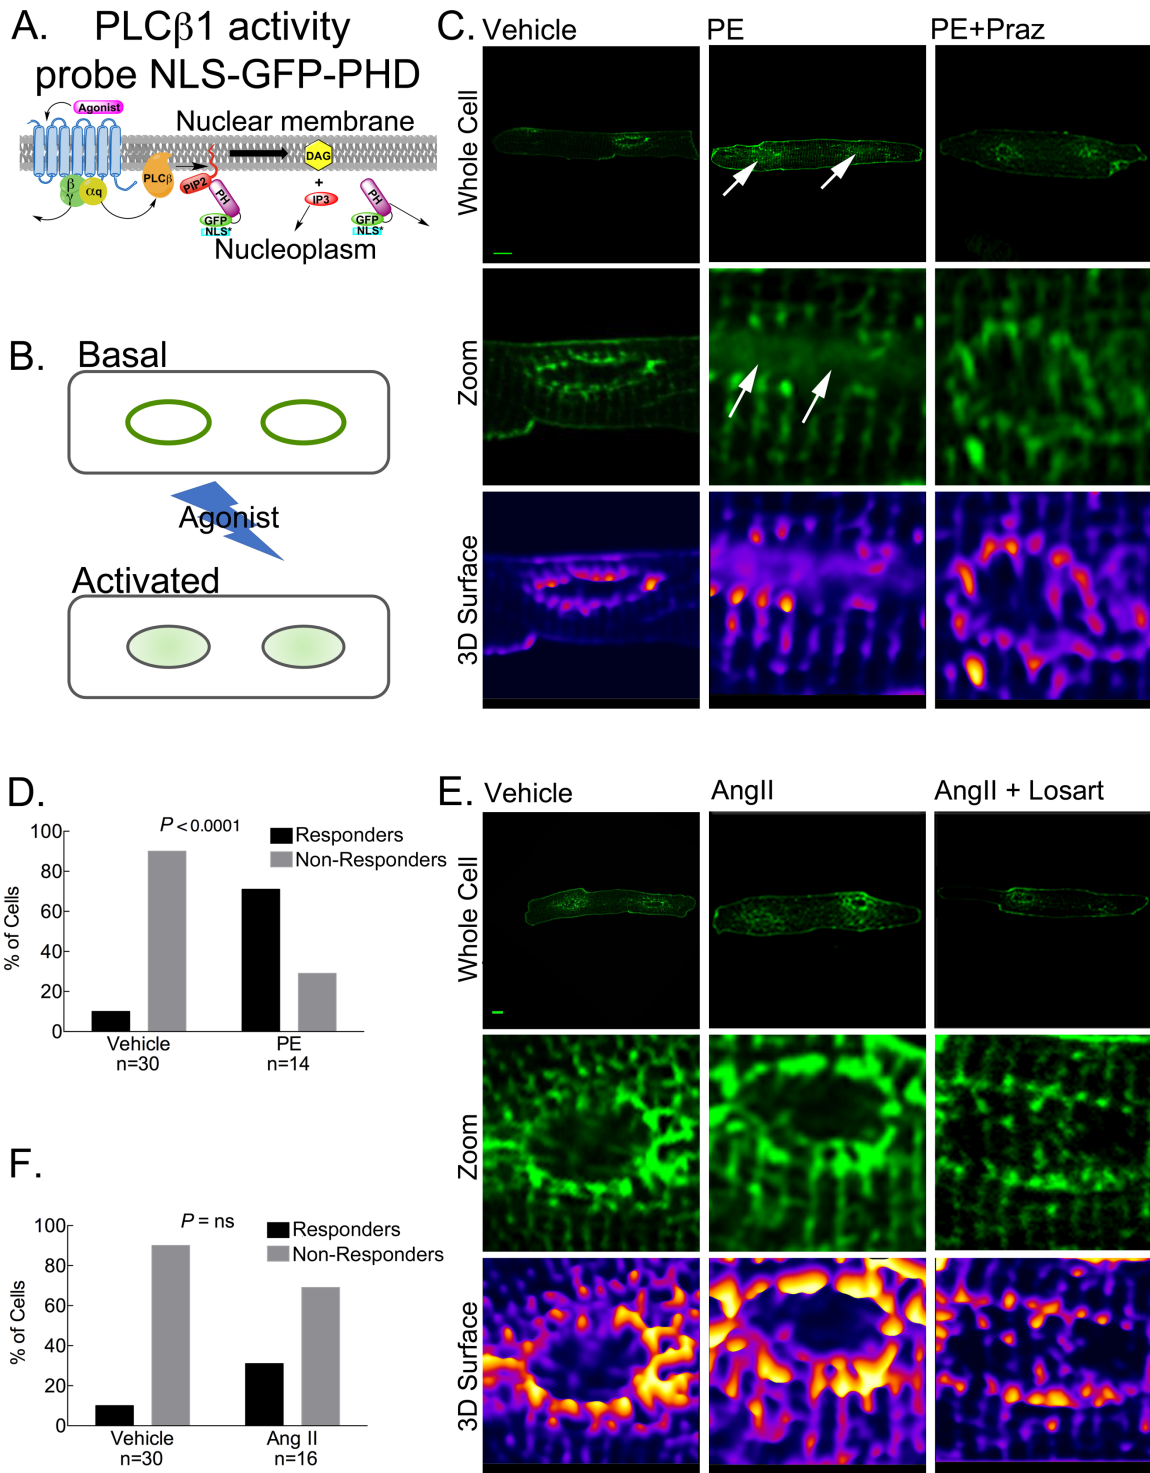 A. PLCβ1 activity
probe NLS-GFP-PHD
Agonist
Nuclear membrane
β
γ
αq
PLCβ
PIP2
PH
GFP
NLS*
DAG
+
IP3
PH
GFP
NLS*
Nucleoplasm
B. Basal
Agonist
Activated
C. Vehicle PE PE+Praz
Whole Cell
Zoom
3D Surface
D.
P < 0.0001
Responders
Non-Responders
% of Cells
100
80
60
40
20
0
Vehicle PE
n=30 n=14
E. Vehicle AngII AngII + Losart
Whole Cell
Zoom
3D Surface
F.
P = ns
Responders
Non-Responders
% of Cells
100
80
60
40
20
0
Vehicle Ang II
n=30 n=16